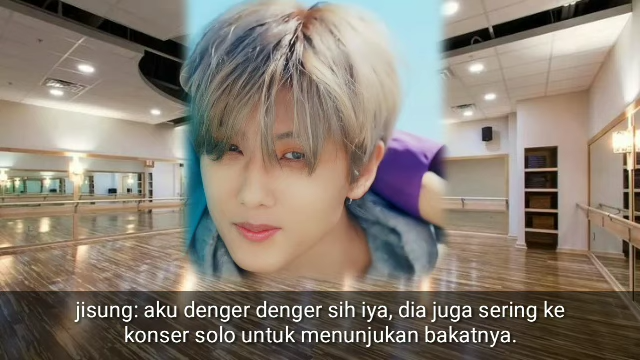 jisung: aku denger denger sih iya, dia juga sering ke
konser solo untuk menunjukan bakatnya.